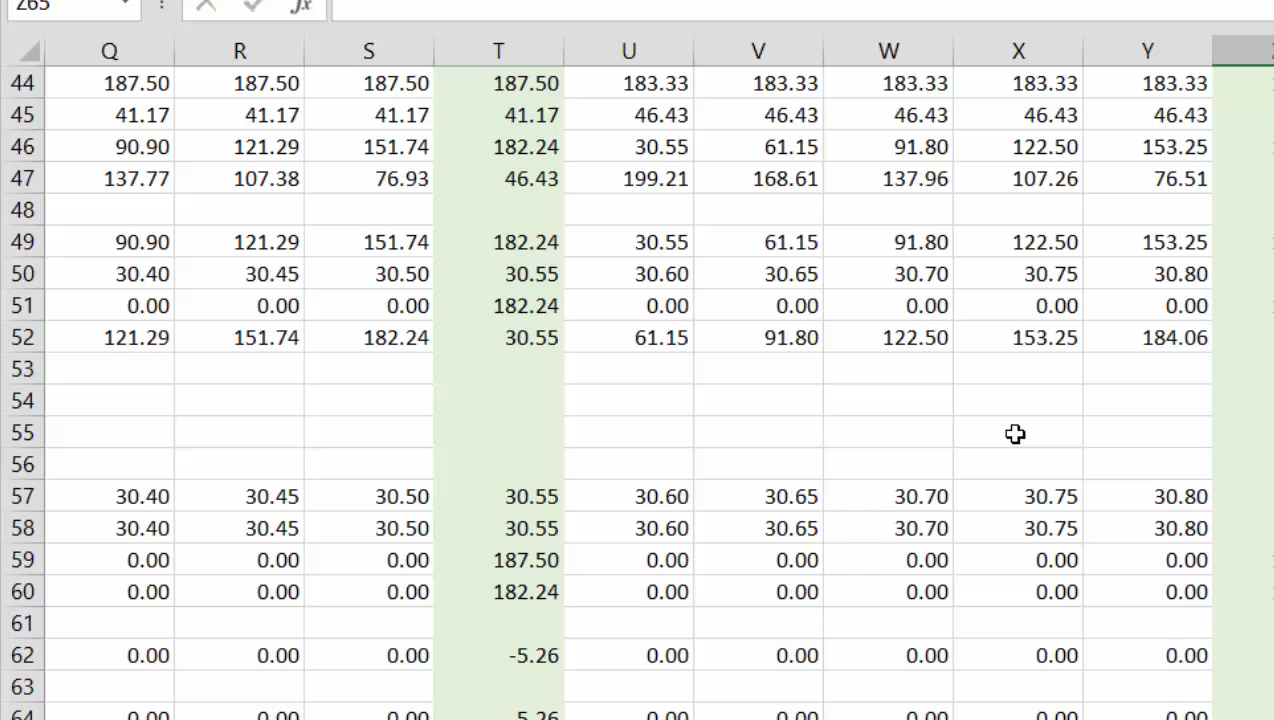 Z65 fx
Q R S T U V W X Y
44 187.50 187.50 187.50 187.50 183.33 183.33 183.33 183.33 183.33
45 41.17 41.17 41.17 41.17 46.43 46.43 46.43 46.43 46.43
46 90.90 121.29 151.74 182.24 30.55 61.15 91.80 122.50 153.25
47 137.77 107.38 76.93 46.43 199.21 168.61 137.96 107.26 76.51
48
49 90.90 121.29 151.74 182.24 30.55 61.15 91.80 122.50 153.25
50 30.40 30.45 30.50 30.55 30.60 30.65 30.70 30.75 30.80
51 0.00 0.00 0.00 182.24 0.00 0.00 0.00 0.00 0.00
52 121.29 151.74 182.24 30.55 61.15 91.80 122.50 153.25 184.06
53
54
55
56
57 30.40 30.45 30.50 30.55 30.60 30.65 30.70 30.75 30.80
58 30.40 30.45 30.50 30.55 30.60 30.65 30.70 30.75 30.80
59 0.00 0.00 0.00 187.50 0.00 0.00 0.00 0.00 0.00
60 0.00 0.00 0.00 182.24 0.00 0.00 0.00 0.00 0.00
61
62 0.00 0.00 0.00 -5.26 0.00 0.00 0.00 0.00 0.00
63
64 0.00 0.00 0.00 5.26 0.00 0.00 0.00 0.00 0.00